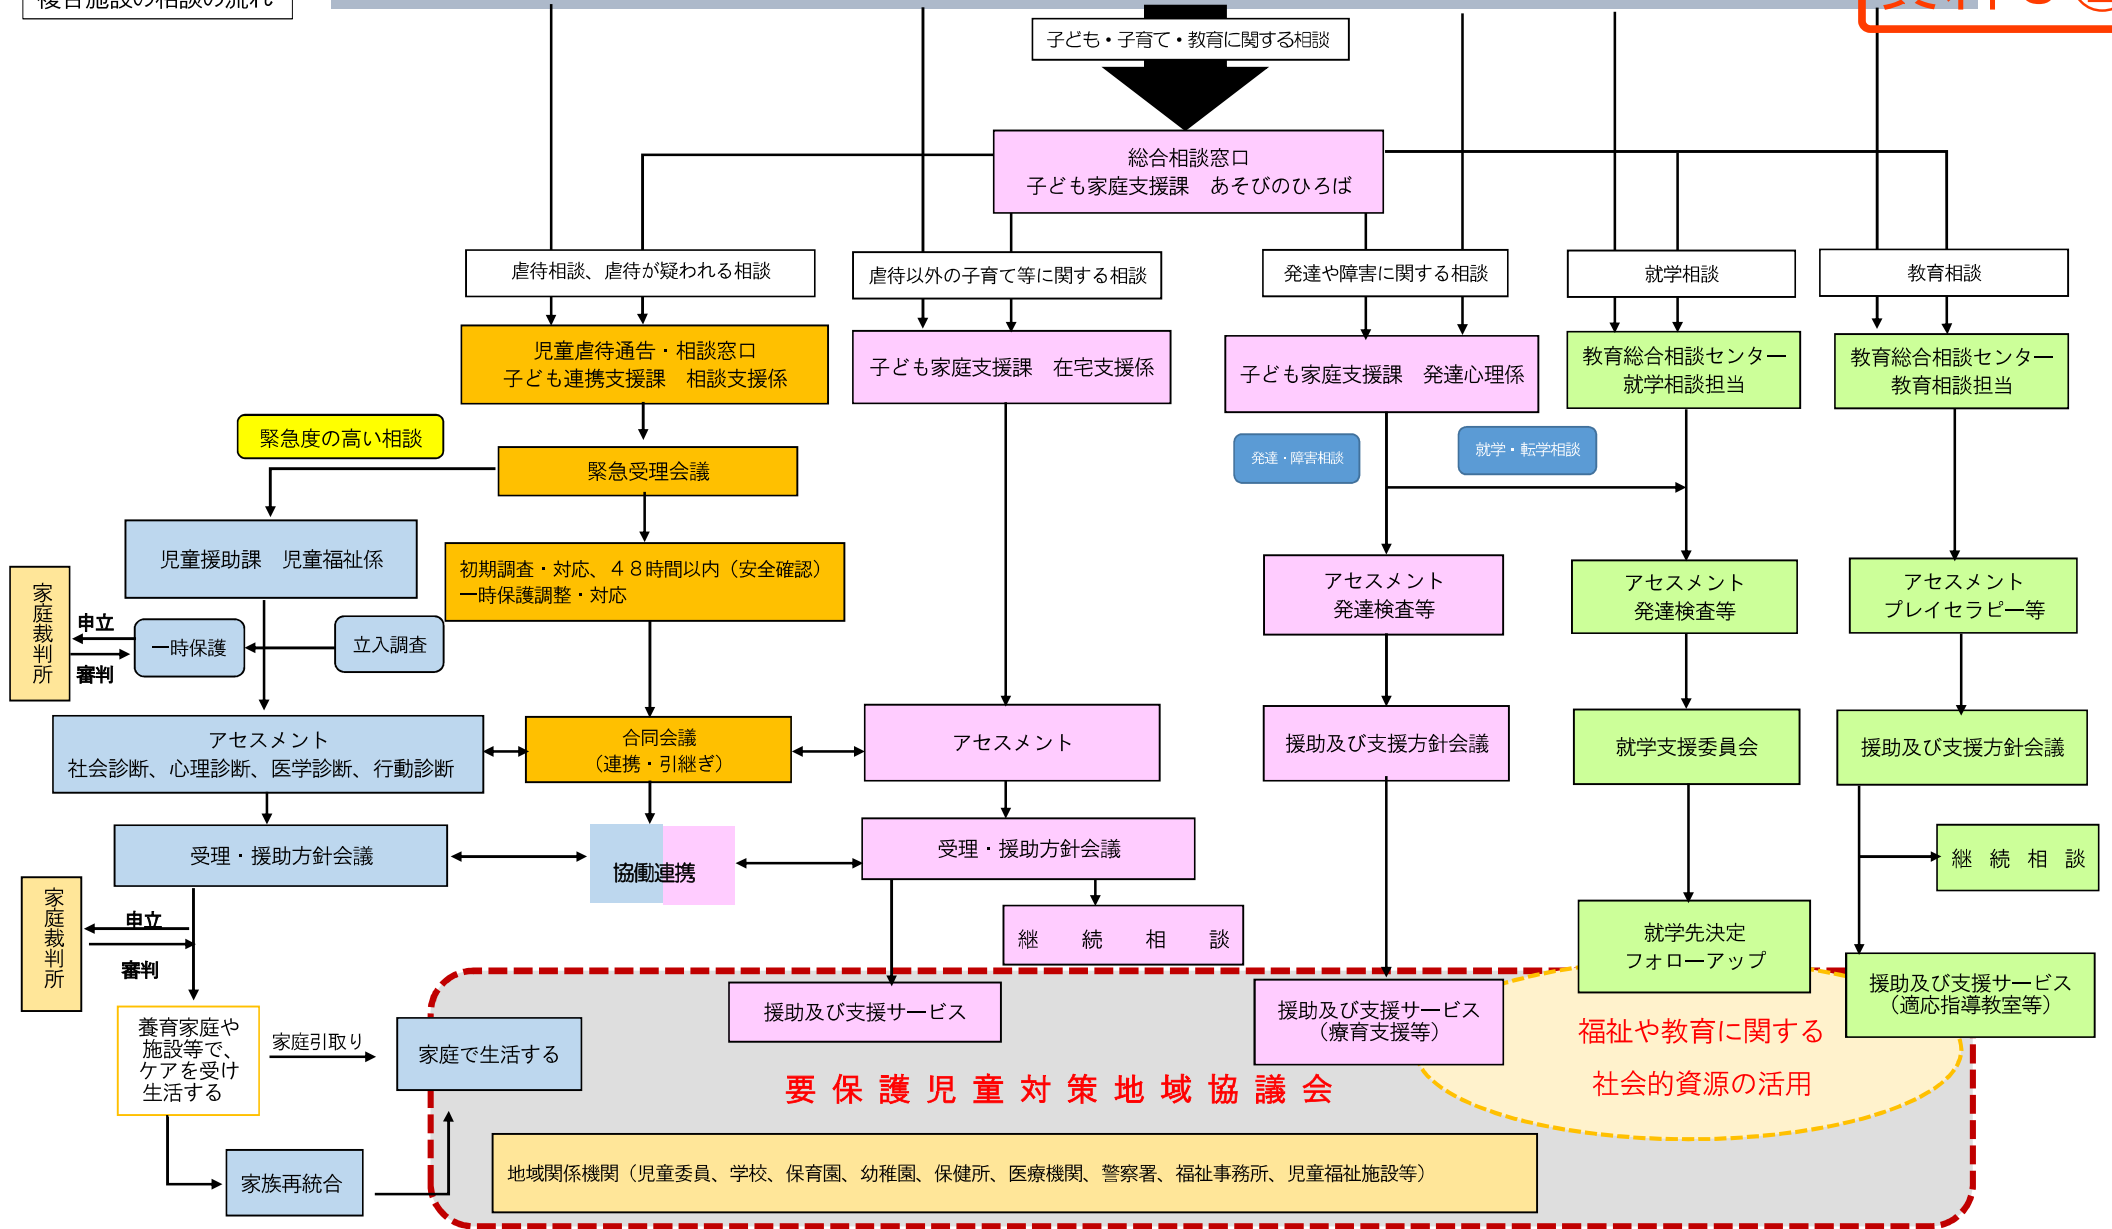 複合施設の相談の流れ
子ども・子育て・教育に関する相談
総合相談窓口
子ども家庭支援課　あそびのひろば
虐待相談、虐待が疑われる相談
虐待以外の子育て等に関する相談
発達や障害に関する相談
就学相談
教育相談
児童虐待通告・相談窓口
子ども連携支援課　相談支援係
子ども家庭支援課　在宅支援係
子ども家庭支援課　発達心理係
教育総合相談センター
就学相談担当
教育総合相談センター
教育相談担当
緊急度の高い相談
緊急受理会議
発達・障害相談
就学・転学相談
児童援助課　児童福祉係
初期調査・対応、４８時間以内（安全確認）
一時保護調整・対応
アセスメント
発達検査等
アセスメント
発達検査等
アセスメント
プレイセラピー等
家庭裁判所
申立
審判
一時保護
立入調査
アセスメント
社会診断、心理診断、医学診断、行動診断
合同会議
（連携・引継ぎ）
アセスメント
援助及び支援方針会議
就学支援委員会
援助及び支援方針会議
受理・援助方針会議
協働連携
受理・援助方針会議
継　続　相　談
家庭裁判所
申立
審判
継　続　相　談
就学先決定
フォローアップ
援助及び支援サービス
（適応指導教室等）
援助及び支援サービス
援助及び支援サービス
（療育支援等）
養育家庭や
施設等で、
ケアを受け
生活する
家庭引取り
家庭で生活する
福祉や教育に関する
社会的資源の活用
要保護児童対策地域協議会
家族再統合
地域関係機関（児童委員、学校、保育園、幼稚園、保健所、医療機関、警察署、福祉事務所、児童福祉施設等）